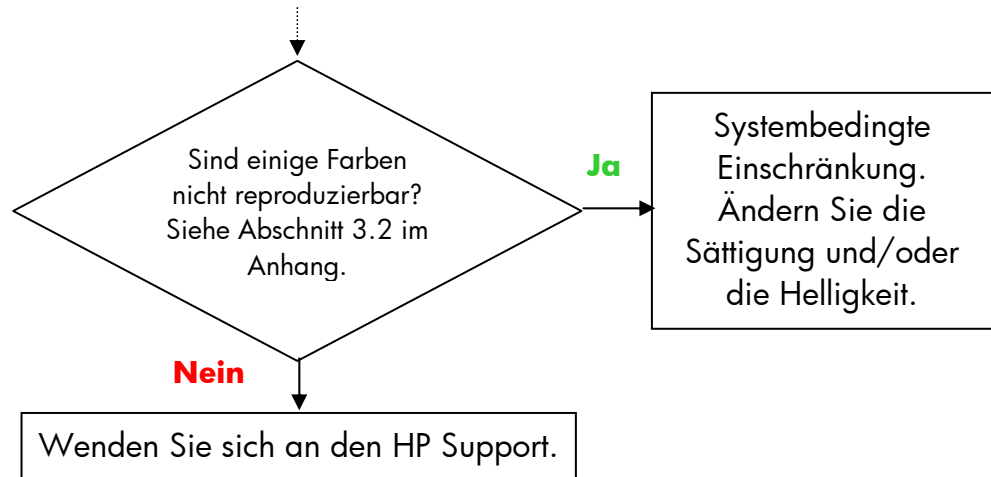 Sind einige Farben
nicht reproduzierbar?
Siehe Abschnitt 3.2 im
Anhang.
Ja
Systembedingte
Einschränkung.
Ändern Sie die
Sättigung und/oder
die Helligkeit.
Nein
Wenden Sie sich an den HP Support.